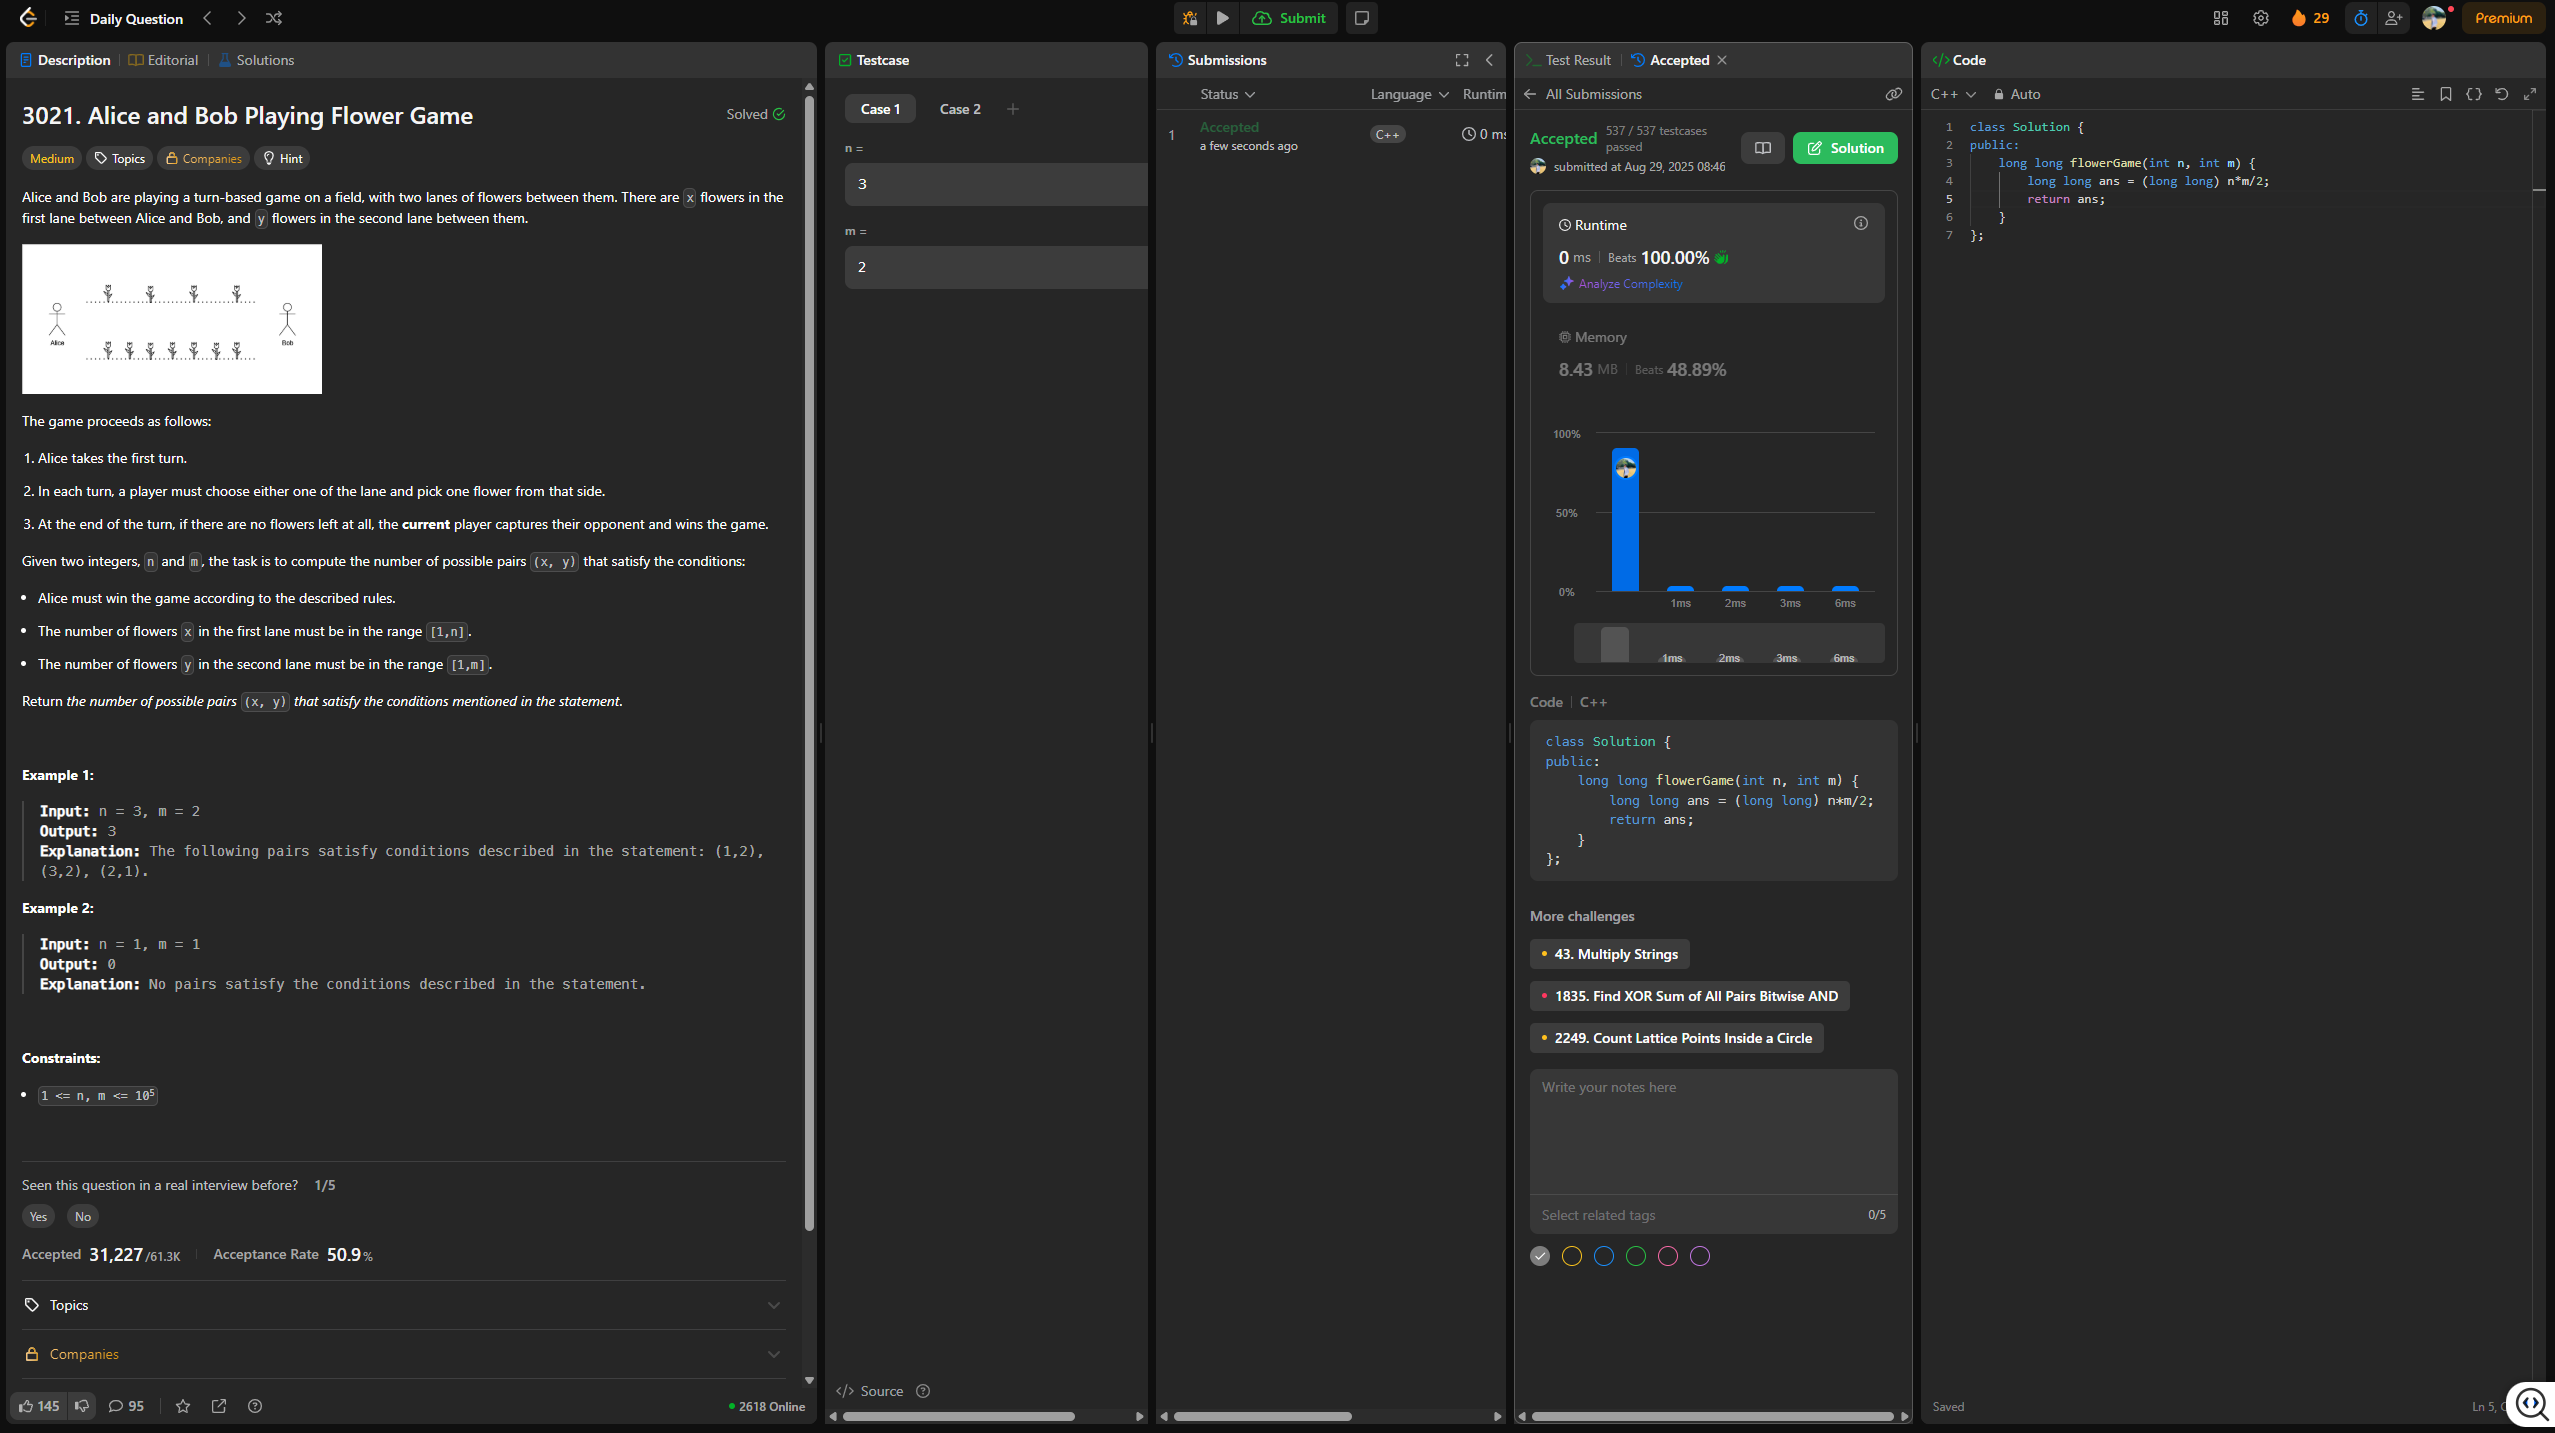 Daily Question
Submit
29
Premium
Description
Editorial
Solutions
3021. Alice and Bob Playing Flower Game
Solved
Medium
Topics
Companies
Hint
Alice and Bob are playing a turn-based game on a field, with two lanes of flowers between them. There are x flowers in the
first lane between Alice and Bob, and y flowers in the second lane between them.
Alice
Bob
The game proceeds as follows:
1. Alice takes the first turn.
2. In each turn, a player must choose either one of the lane and pick one flower from that side.
3. At the end of the turn, if there are no flowers left at all, the current player captures their opponent and wins the game.
Given two integers, n and m, the task is to compute the number of possible pairs (x, y) that satisfy the conditions:
• Alice must win the game according to the described rules.
• The number of flowers x in the first lane must be in the range [1,n].
• The number of flowers y in the second lane must be in the range [1,m].
Return the number of possible pairs (x, y) that satisfy the conditions mentioned in the statement.
Example 1:
Input: n = 3, m = 2
Output: 3
Explanation: The following pairs satisfy conditions described in the statement: (1,2),
(3,2), (2,1).
Example 2:
Input: n = 1, m = 1
Output: 0
Explanation: No pairs satisfy the conditions described in the statement.
Constraints:
• 1 <= n, m <= 10⁵
Seen this question in a real interview before? 1/5
Yes No
Accepted 31,227/61.3K Acceptance Rate 50.9%
Topics
Companies
145
95
2618 Online
Testcase
Case 1
Case 2
n =
3
m =
2
</> Source
Submissions
Status
Language
Runtim
1
Accepted
a few seconds ago
C++
0 ms
Test Result
Accepted
All Submissions
Accepted
537 / 537 testcases
passed
submitted at Aug 29, 2025 08:46
Solution
Runtime
0 ms Beats 100.00%
Analyze Complexity
Memory
8.43 MB Beats 48.89%
100%
50%
0%
1ms 2ms 3ms 6ms
1ms 2ms 3ms 6ms
Code C++
class Solution {
public:
long long flowerGame(int n, int m) {
long long ans = (long long) n*m/2;
return ans;
}
};
More challenges
43. Multiply Strings
1835. Find XOR Sum of All Pairs Bitwise AND
2249. Count Lattice Points Inside a Circle
Write your notes here
Select related tags
0/5
</> Code
C++
Auto
1 class Solution {
2 public:
3 long long flowerGame(int n, int m) {
4 long long ans = (long long) n*m/2;
5 return ans;
6 }
7 };
Saved
Ln 5,